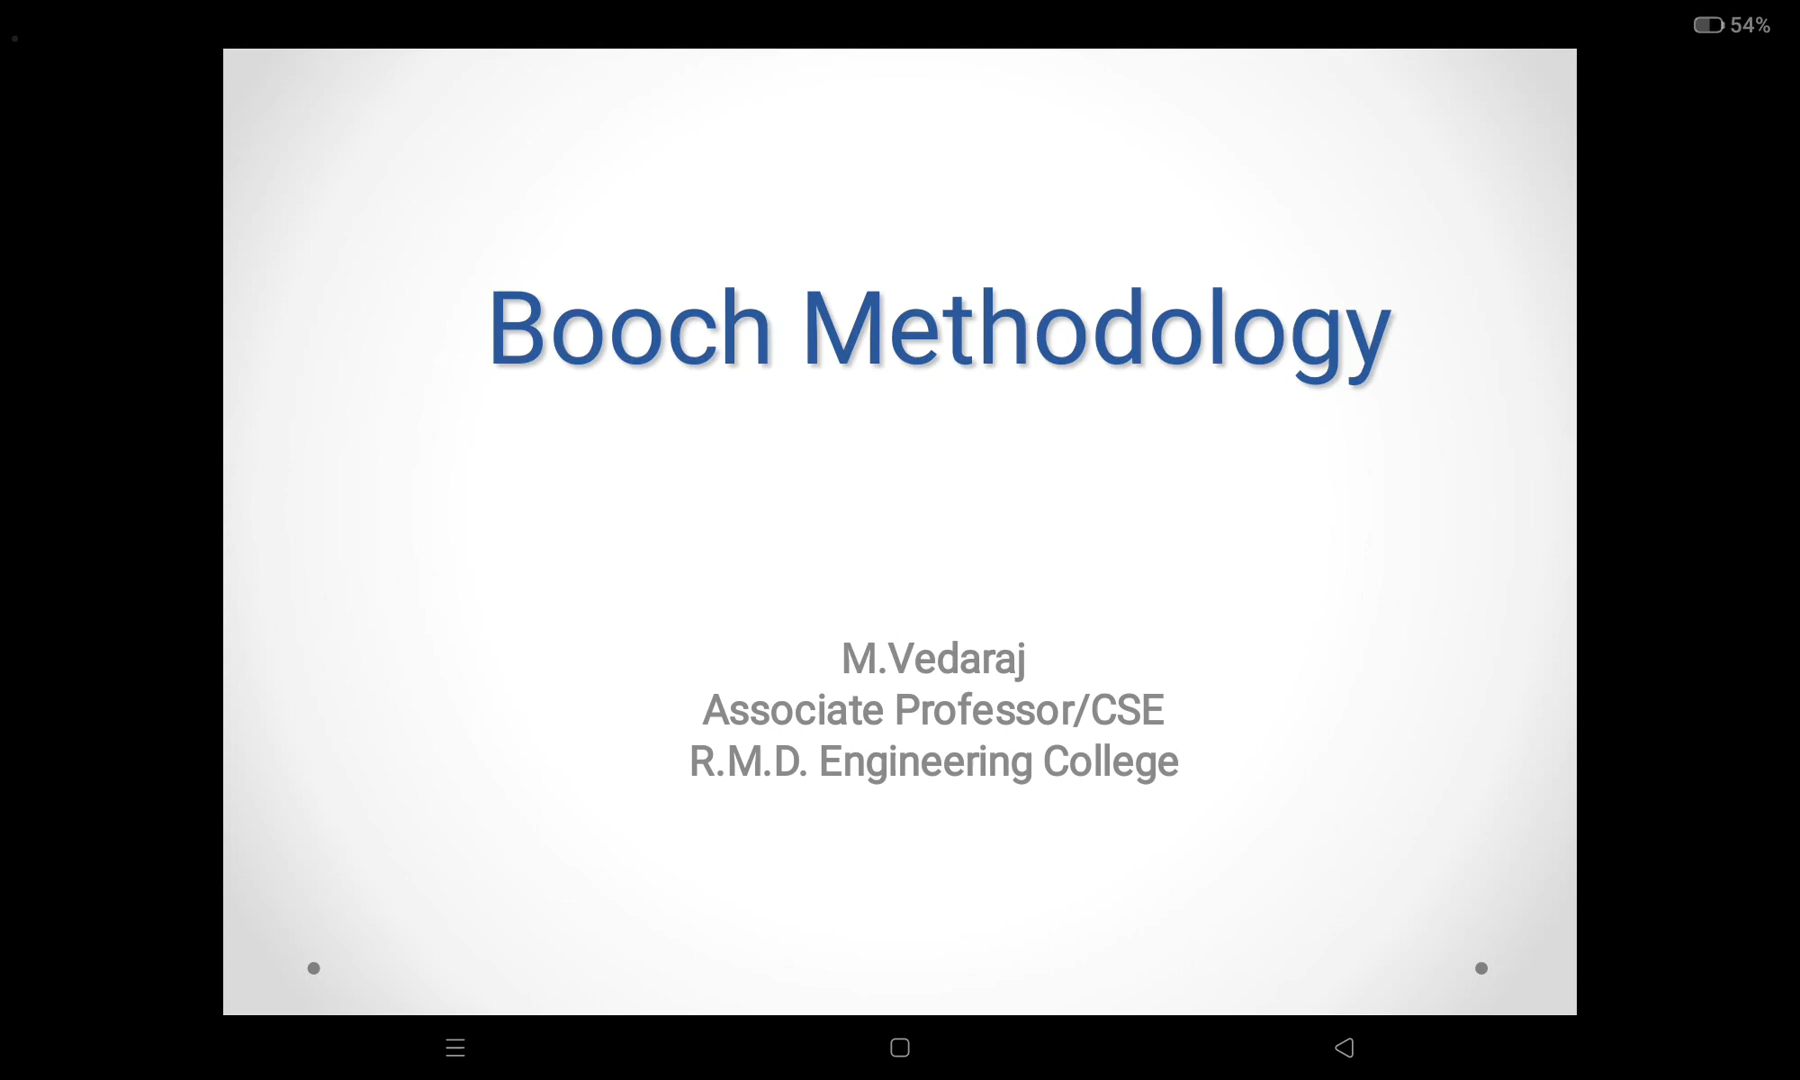 54%
Booch Methodology
M.Vedaraj
Associate Professor/CSE
R.M.D. Engineering College